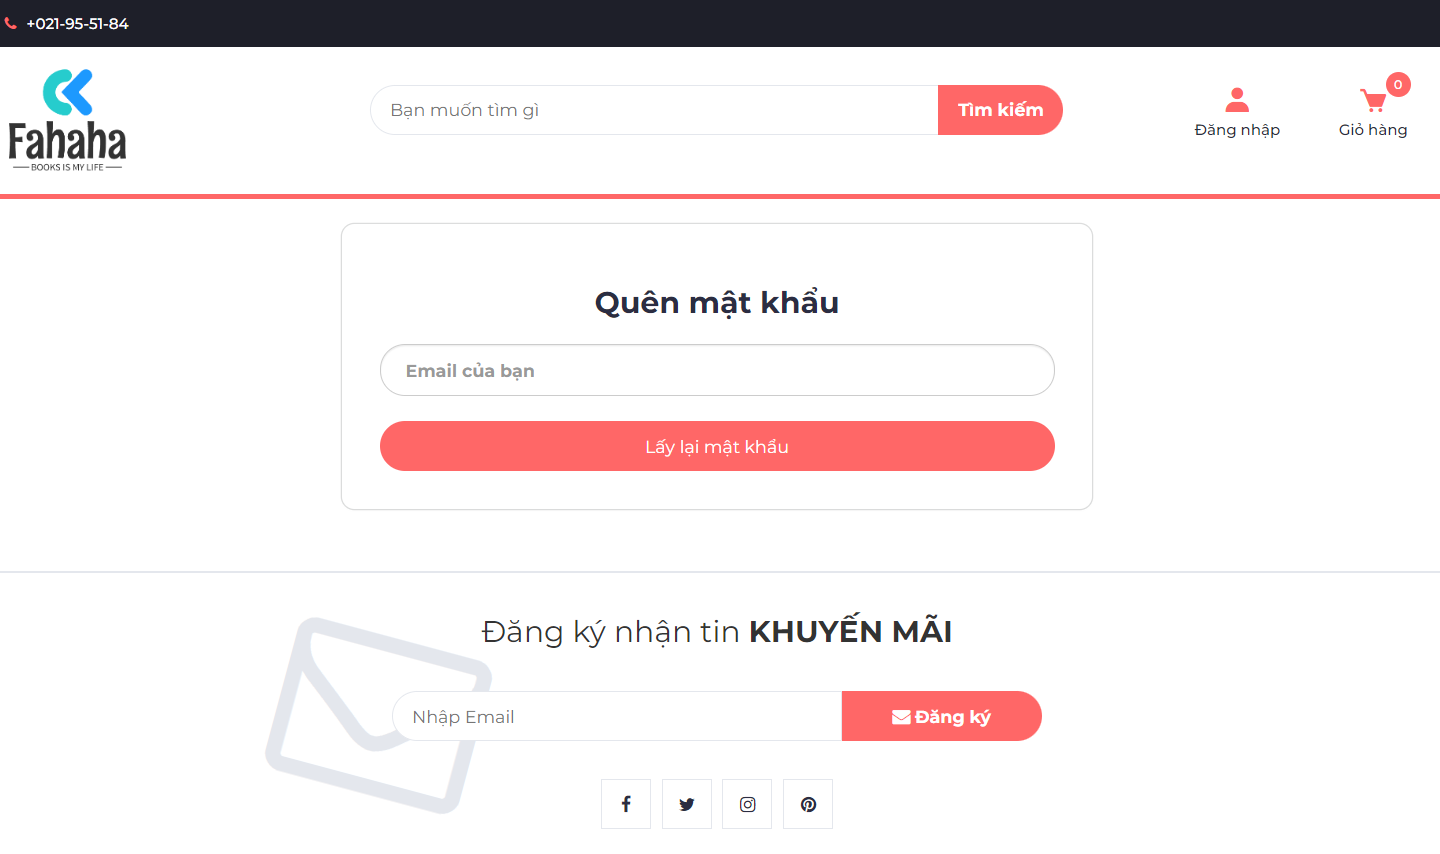 +021-95-51-84
Fahaha
BOOKS IS MY LIFE
Bạn muốn tìm gì
Tìm kiếm
Đăng nhập
0
Giỏ hàng
Quên mật khẩu
Email của bạn
Lấy lại mật khẩu
Đăng ký nhận tin KHUYẾN MÃI
Nhập Email
Đăng ký